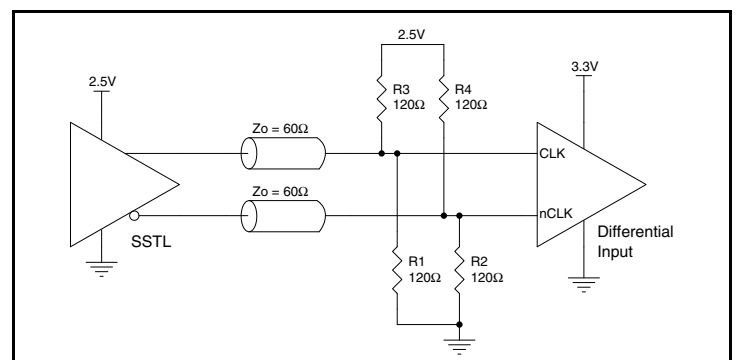 2.5V
3.3V
2.5V
R3
120Ω
R4
120Ω
Zo = 60Ω
CLK
Zo = 60Ω
nCLK
SSTL
Differential
Input
R1
120Ω
R2
120Ω